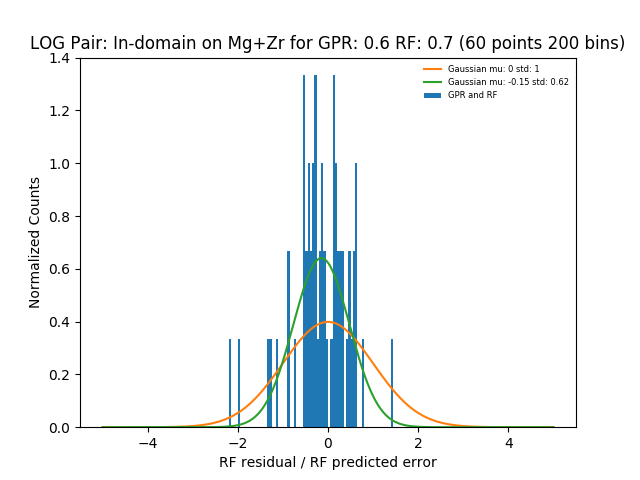 LOG Pair: In-domain on Mg+Zr for GPR: 0.6 RF: 0.7 (60 points 200 bins)
Gaussian mu: 0 std: 1
Gaussian mu: -0.15 std: 0.62
GPR and RF
Normalized Counts
1.4
1.2
1.0
0.8
0.6
0.4
0.2
0.0
−4
−2
0
2
4
RF residual / RF predicted error